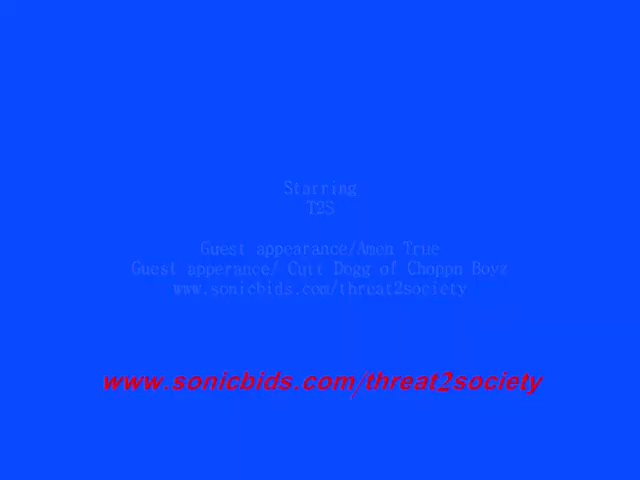 Starring
T2S
Guest appearance/Amen True
Guest apperance/ Cutt Dogg of Choppn Boyz
www.sonicbids.com/threat2society
www.sonicbids.com/threat2society